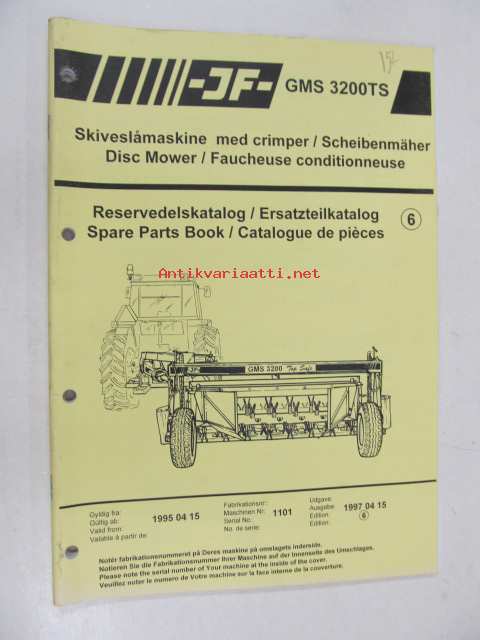 -JF-
GMS 3200TS
Skiveslåmaskine med crimper / Scheibenmäher
Disc Mower / Faucheuse conditionneuse
Reservedelskatalog / Ersatzteilkatalog
Spare Parts Book / Catalogue de pièces
6
Antikvariaatti.net
-JF- GMS 3200 Top Safe
Gyldig fra:
Gültig ab:
Valid from:
Valable à partir de:
1995 04 15
Fabrikationsnr.:
Maschinen Nr.:
Serial No.:
No. de serie:
1101
Udgave:
Ausgabe:
Edition:
Edition:
1997 04 15
6
Notér fabrikationsnummeret på Deres maskine på omslagets inderside.
Notieren Sie die Fabrikationsnummer Ihrer Maschine auf der Innenseite des Umschlages.
Please note the serial number of Your machine at the inside of the cover.
Veuillez noter le numero de Votre machine sur la face interne de la couverture.